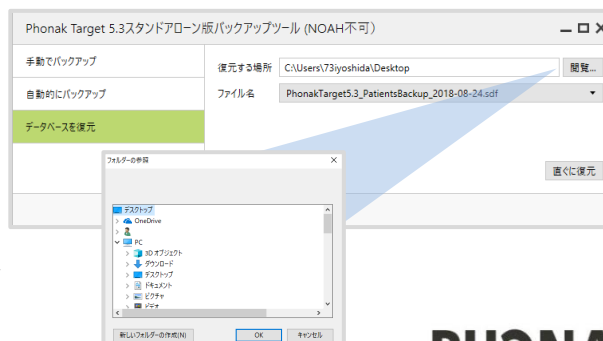 Phonak Target 5.3スタンドアローン版バックアップツール (NOAH不可)
手動でバックアップ
自動的にバックアップ
データベースを復元
復元する場所 C:\Users\73iyoshida\Desktop 閲覧...
ファイル名 PhonakTarget5.3_PatientsBackup_2018-08-24.sdf
直ぐに復元
フォルダーの参照
デスクトップ
OneDrive
PC
3D オブジェクト
ダウンロード
デスクトップ
ドキュメント
ピクチャ
ビデオ
新しいフォルダーの作成(N) OK キャンセル